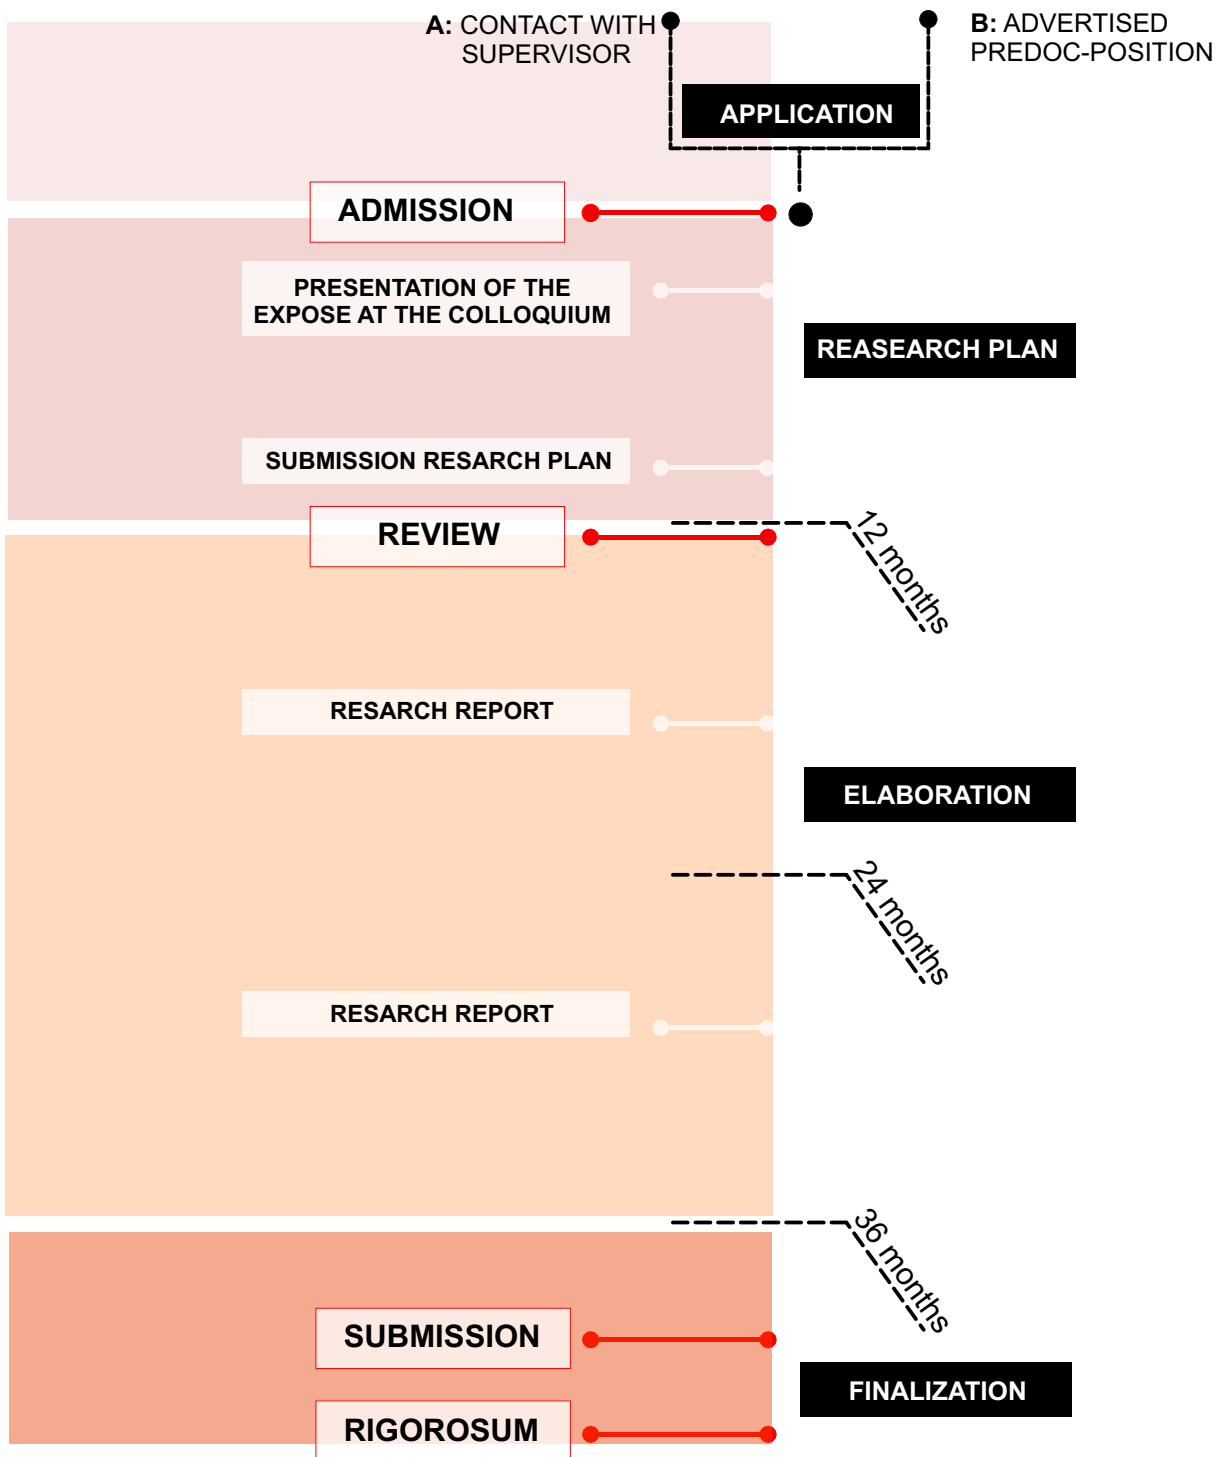 A: CONTACT WITH
SUPERVISOR
B: ADVERTISED
PREDOC-POSITION
APPLICATION
ADMISSION
PRESENTATION OF THE
EXPOSE AT THE COLLOQUIUM
REASEARCH PLAN
SUBMISSION RESARCH PLAN
REVIEW
12 months
RESARCH REPORT
ELABORATION
24 months
RESARCH REPORT
36 months
SUBMISSION
FINALIZATION
RIGOROSUM